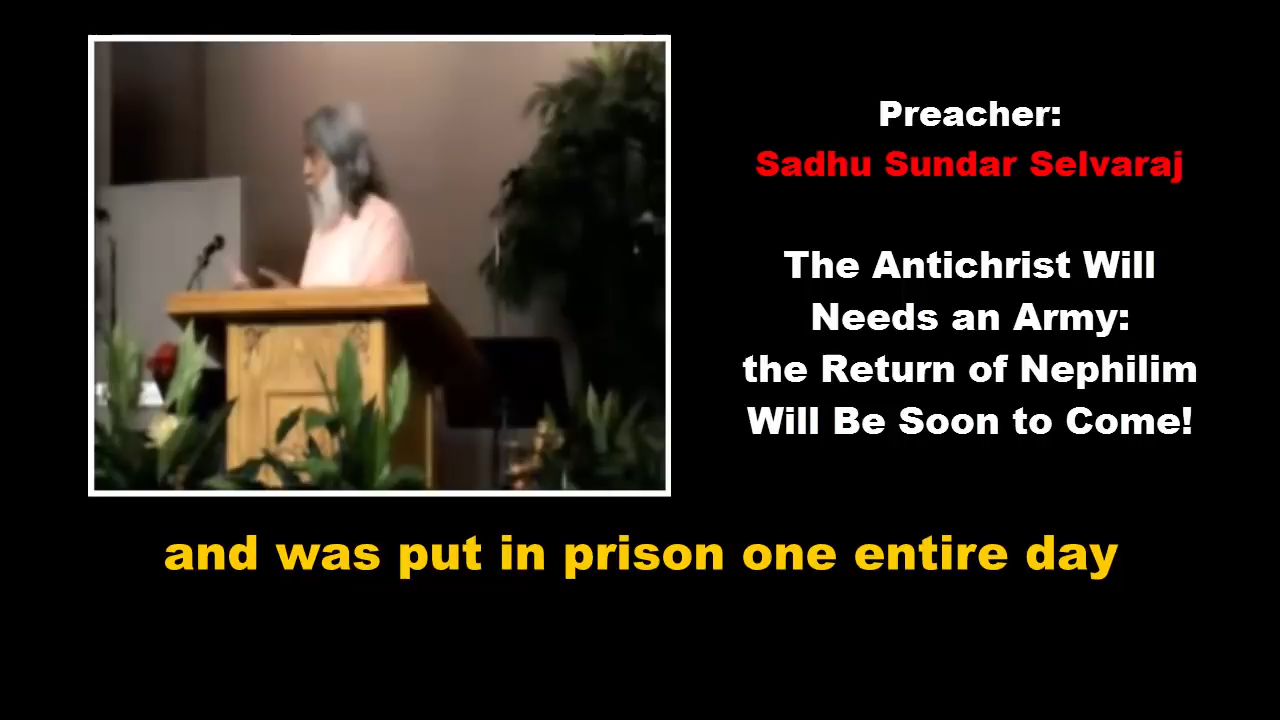 Preacher:
Sadhu Sundar Selvaraj
The Antichrist Will
Needs an Army:
the Return of Nephilim
Will Be Soon to Come!
and was put in prison one entire day